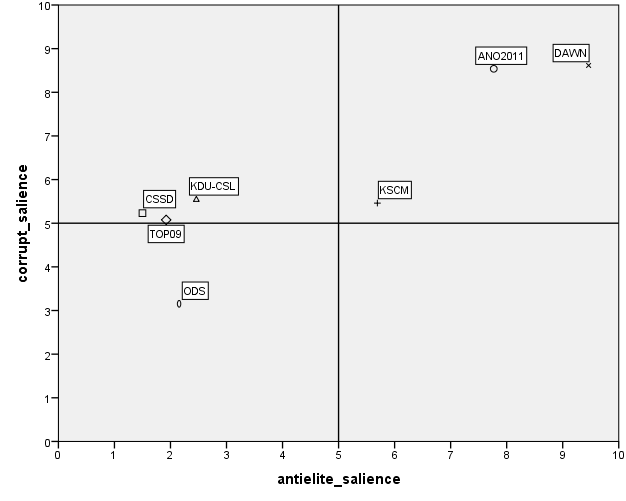 10
9
8
7
6
5
4
3
2
1
0
corrupt_salience
ANO2011
DAWN
KDU-CSL
KSCM
CSSD
TOP09
ODS
0 1 2 3 4 5 6 7 8 9 10
antielite_salience